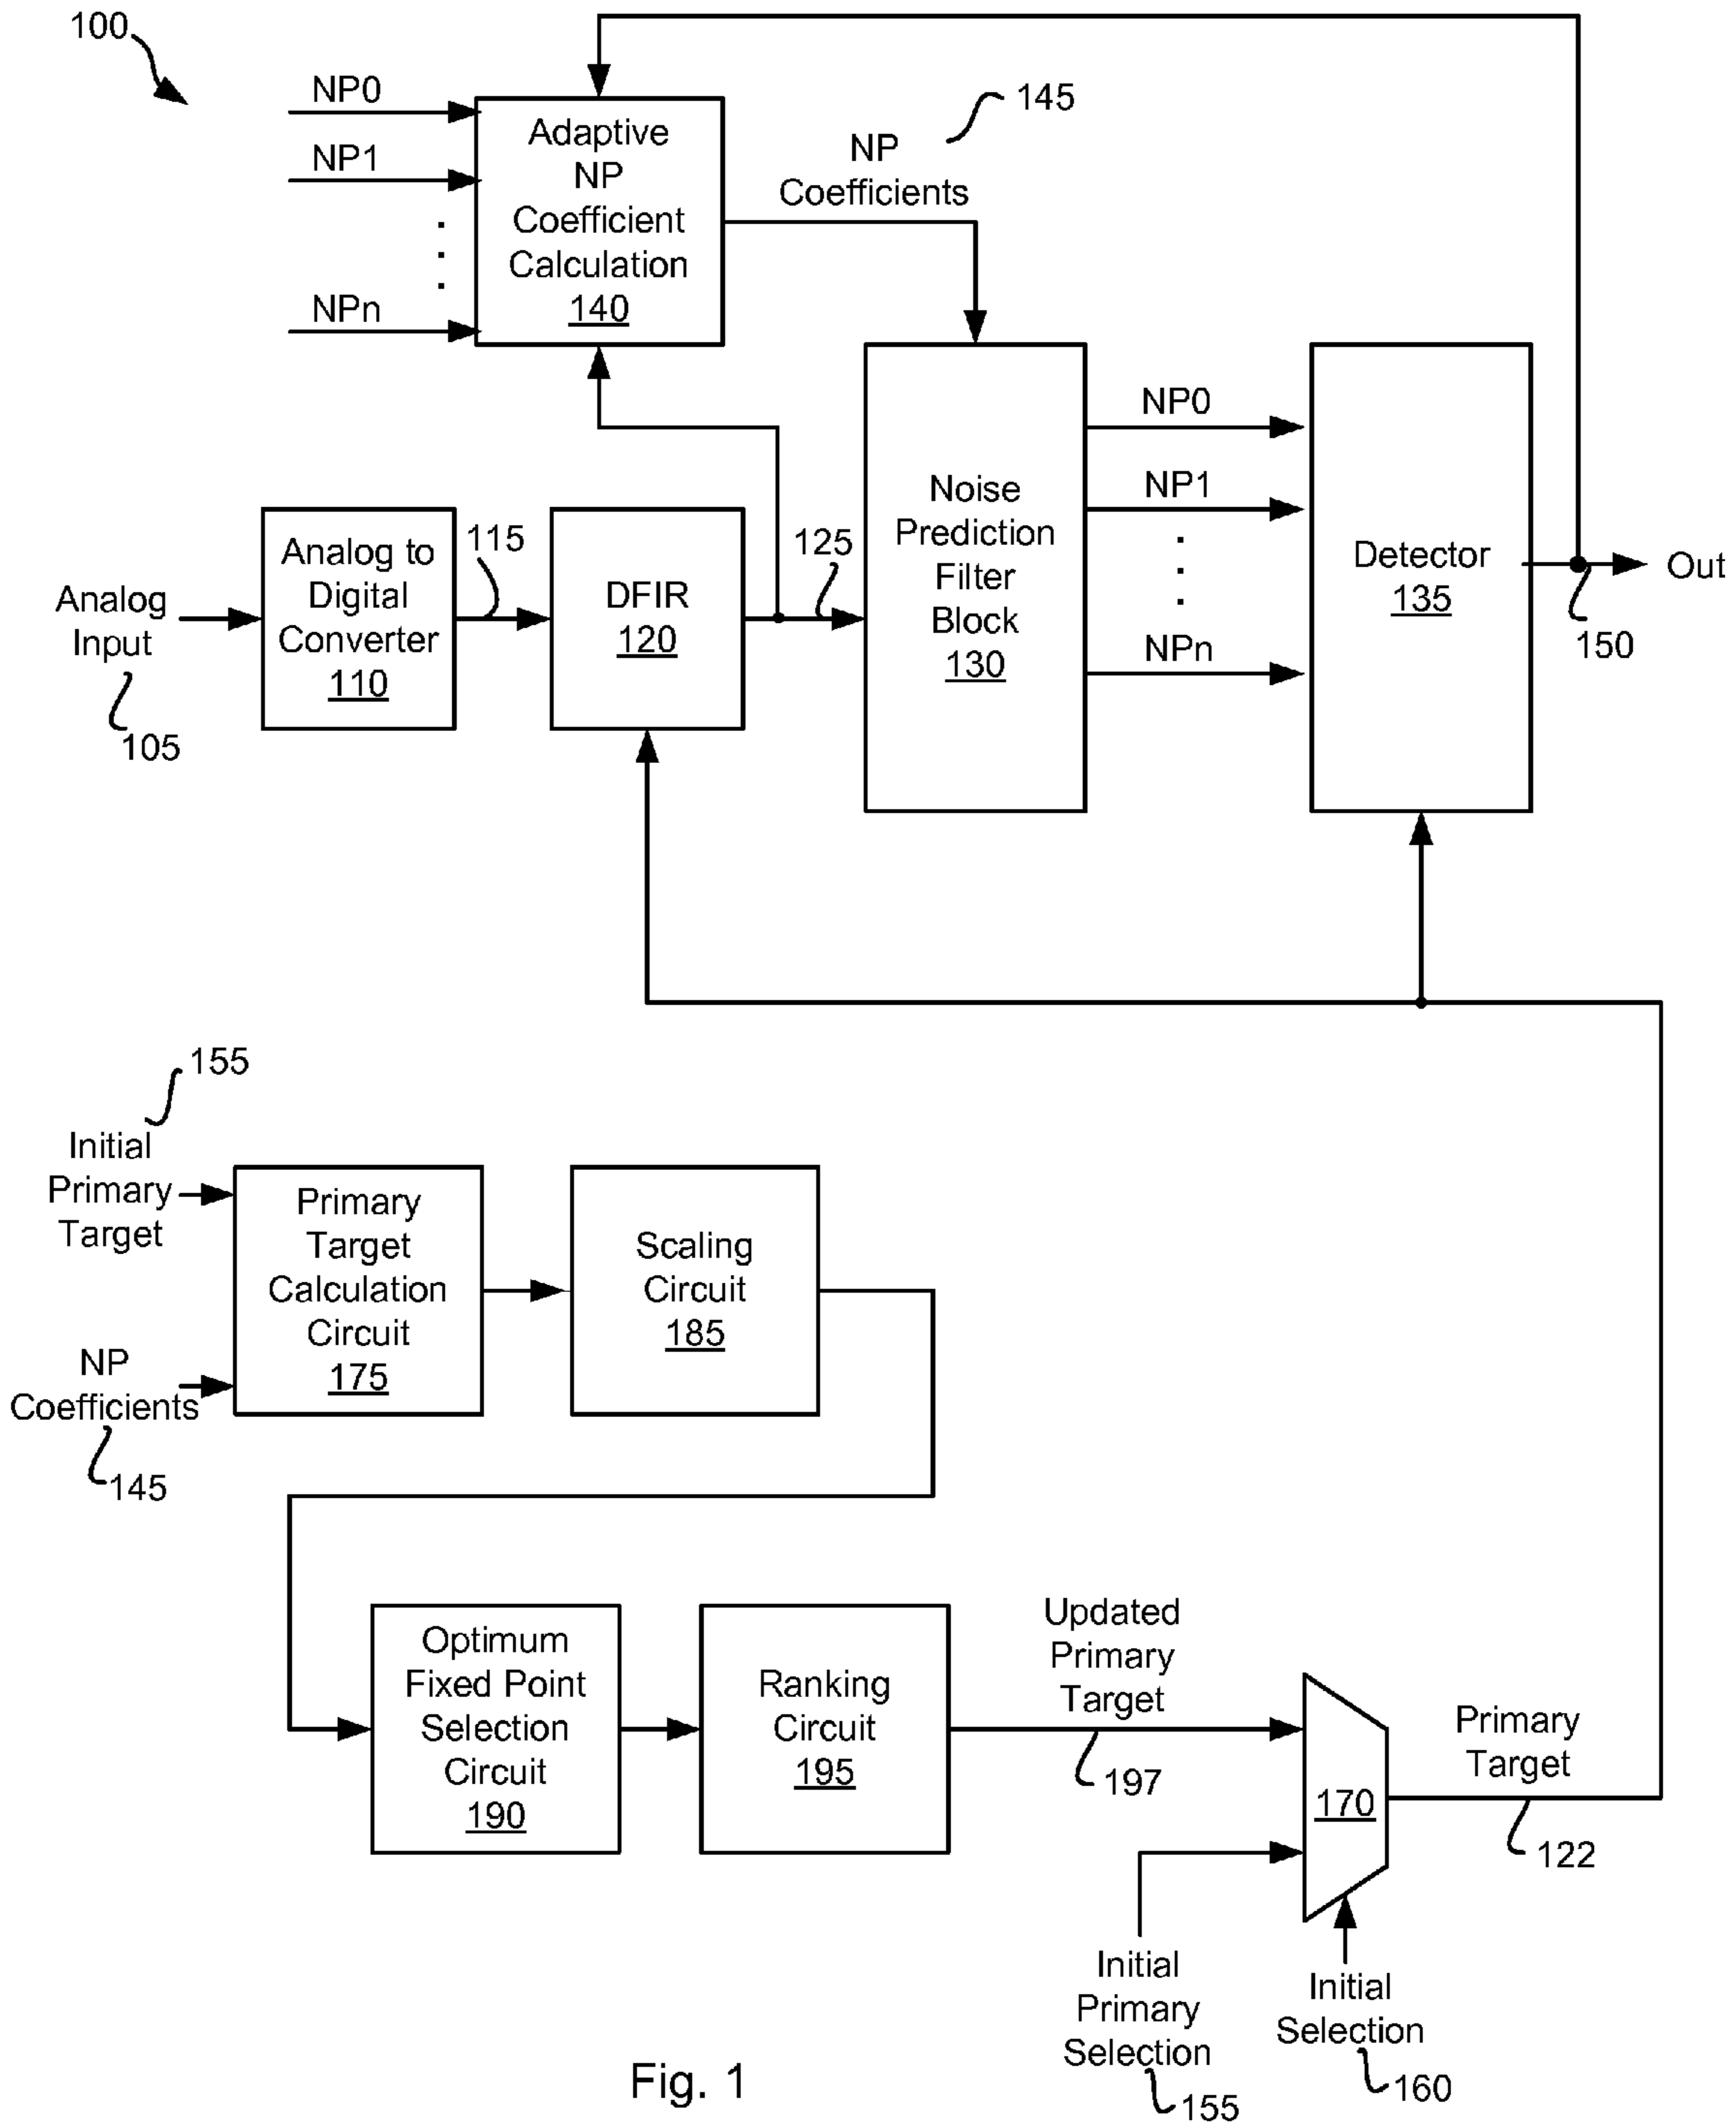 100
NP0
NP1
NPn
Adaptive
NP
Coefficient
Calculation
140
NP
Coefficients
145
Analog
Input
105
Analog to
Digital
Converter
110
115
DFIR
120
125
Noise
Prediction
Filter
Block
130
NP0
NP1
NPn
Detector
135
Out
150
155
Initial
Primary
Target
NP
Coefficients
145
Primary
Target
Calculation
Circuit
175
Scaling
Circuit
185
Optimum
Fixed Point
Selection
Circuit
190
Ranking
Circuit
195
Updated
Primary
Target
197
170
Primary
Target
122
Initial
Primary
Selection
155
Initial
Selection
160
Fig. 1